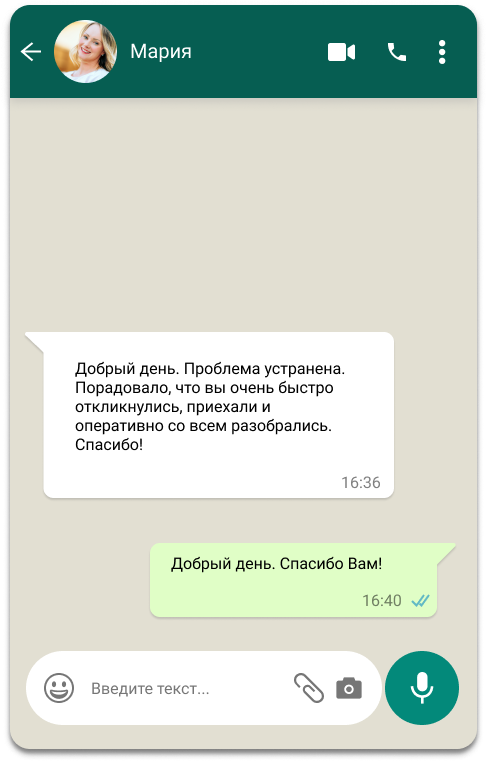 Мария
Добрый день. Проблема устранена.
Порадовало, что вы очень быстро
откликнулись, приехали и
оперативно со всем разобрались.
Спасибо!
16:36
Добрый день. Спасибо Вам!
16:40
Введите текст...